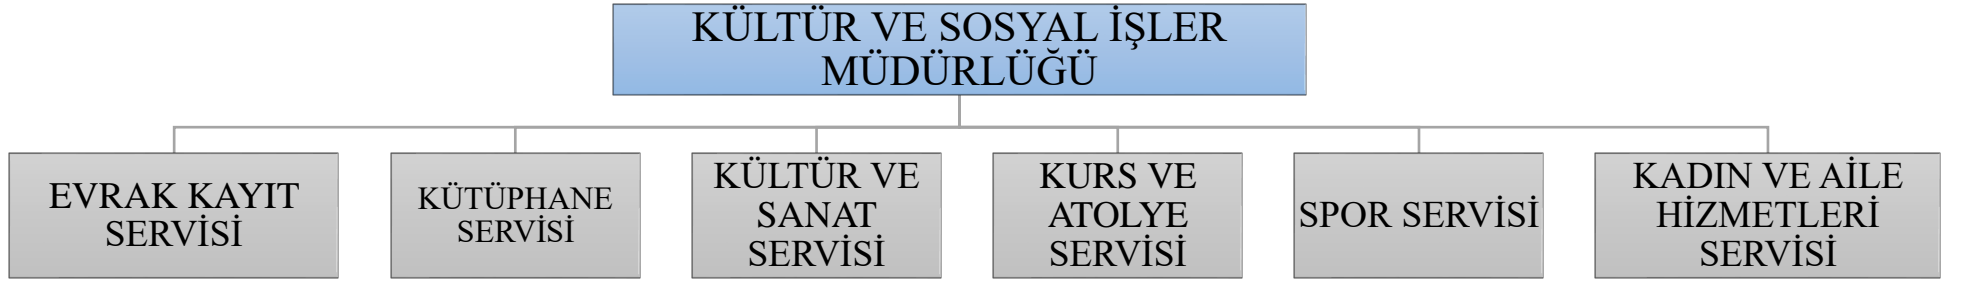 KÜLTÜR VE SOSYAL İŞLER
MÜDÜRLÜĞÜ
EVRAK KAYIT
SERVİSİ
KÜTÜPHANE
SERVİSİ
KÜLTÜR VE
SANAT
SERVİSİ
KURS VE
ATOLYE
SERVİSİ
SPOR SERVİSİ
KADIN VE AİLE
HİZMETLERİ
SERVİSİ